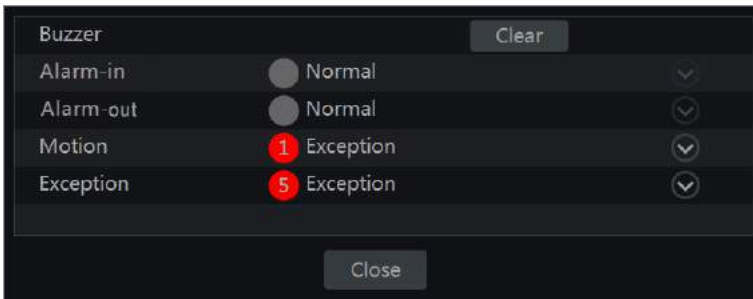 Buzzer Clear
Alarm-in Normal
Alarm-out Normal
Motion 1 Exception
Exception 5 Exception
Close